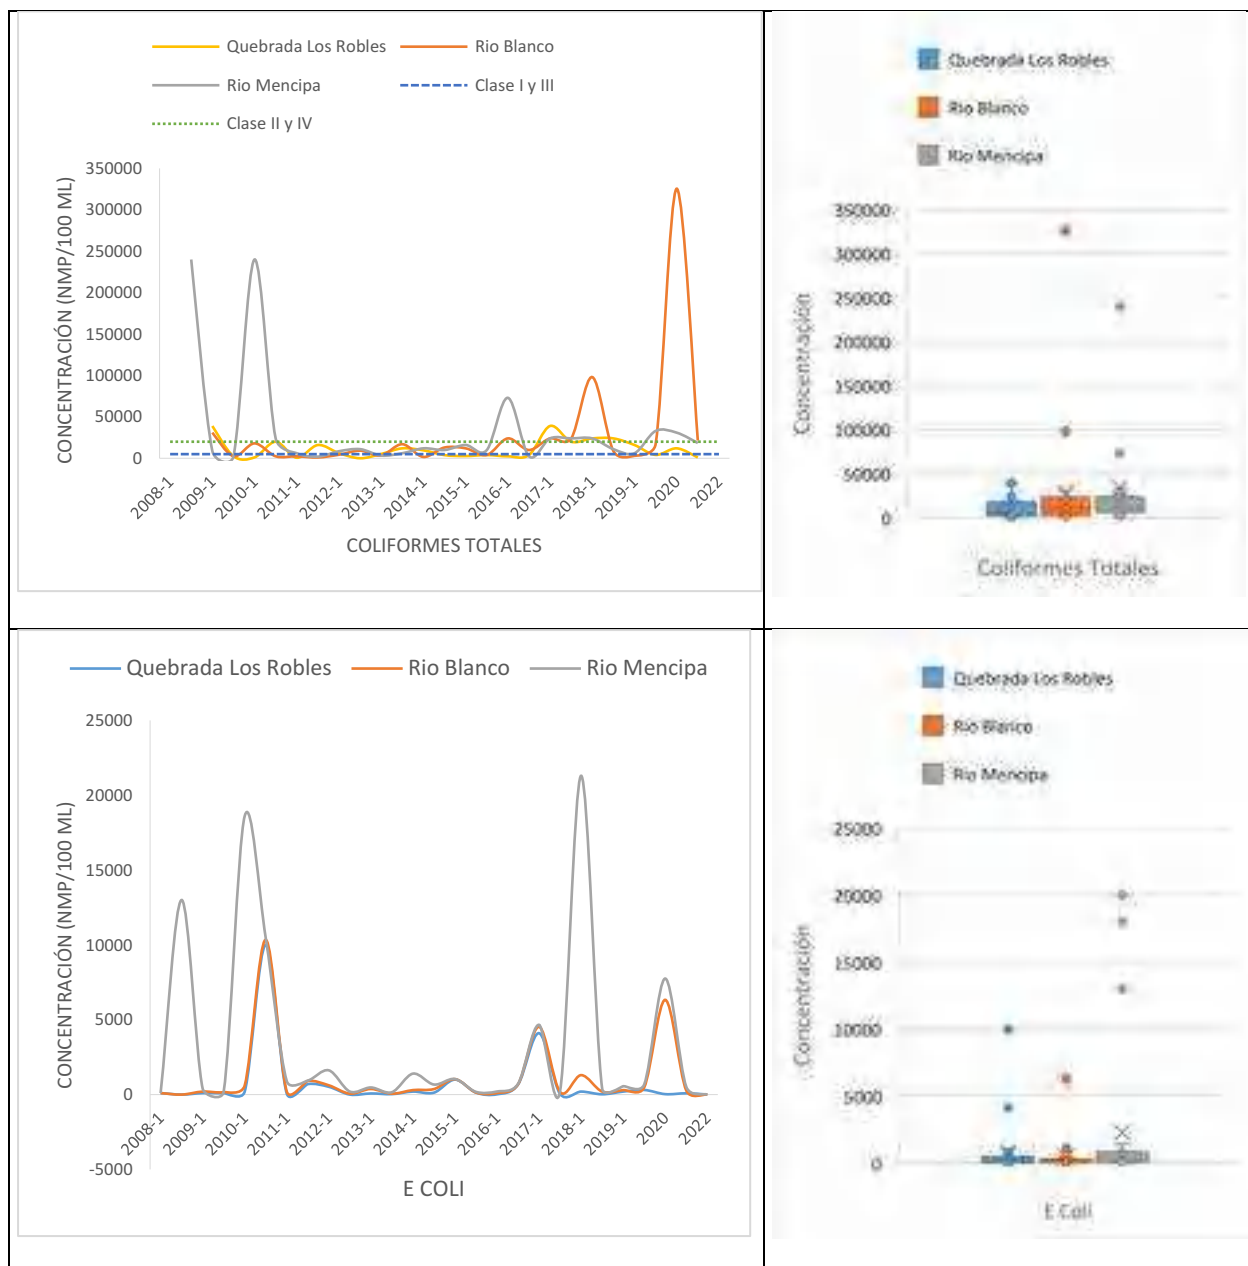 Quebrada Los Robles
Rio Blanco
Rio Mencipa
Clase I y III
Clase II y IV
CONCENTRACIÓN (NMP/100 ML)
350000
300000
250000
200000
150000
100000
50000
0
2008-1
2009-1
2010-1
2011-1
2012-1
2013-1
2014-1
2015-1
2016-1
2017-1
2018-1
2019-1
2020
2022
COLIFORMES TOTALES
Quebrada Los Robles
Rio Blanco
Rio Mencipa
Concentración
350000
300000
250000
200000
150000
100000
50000
0
Coliformes Totales
Quebrada Los Robles
Rio Blanco
Rio Mencipa
CONCENTRACIÓN (NMP/100 ML)
25000
20000
15000
10000
5000
0
-5000
2008-1
2009-1
2010-1
2011-1
2012-1
2013-1
2014-1
2015-1
2016-1
2017-1
2018-1
2019-1
2020
2022
E COLI
Quebrada Los Robles
Rio Blanco
Rio Mencipa
Concentración
25000
20000
15000
10000
5000
0
E Coli